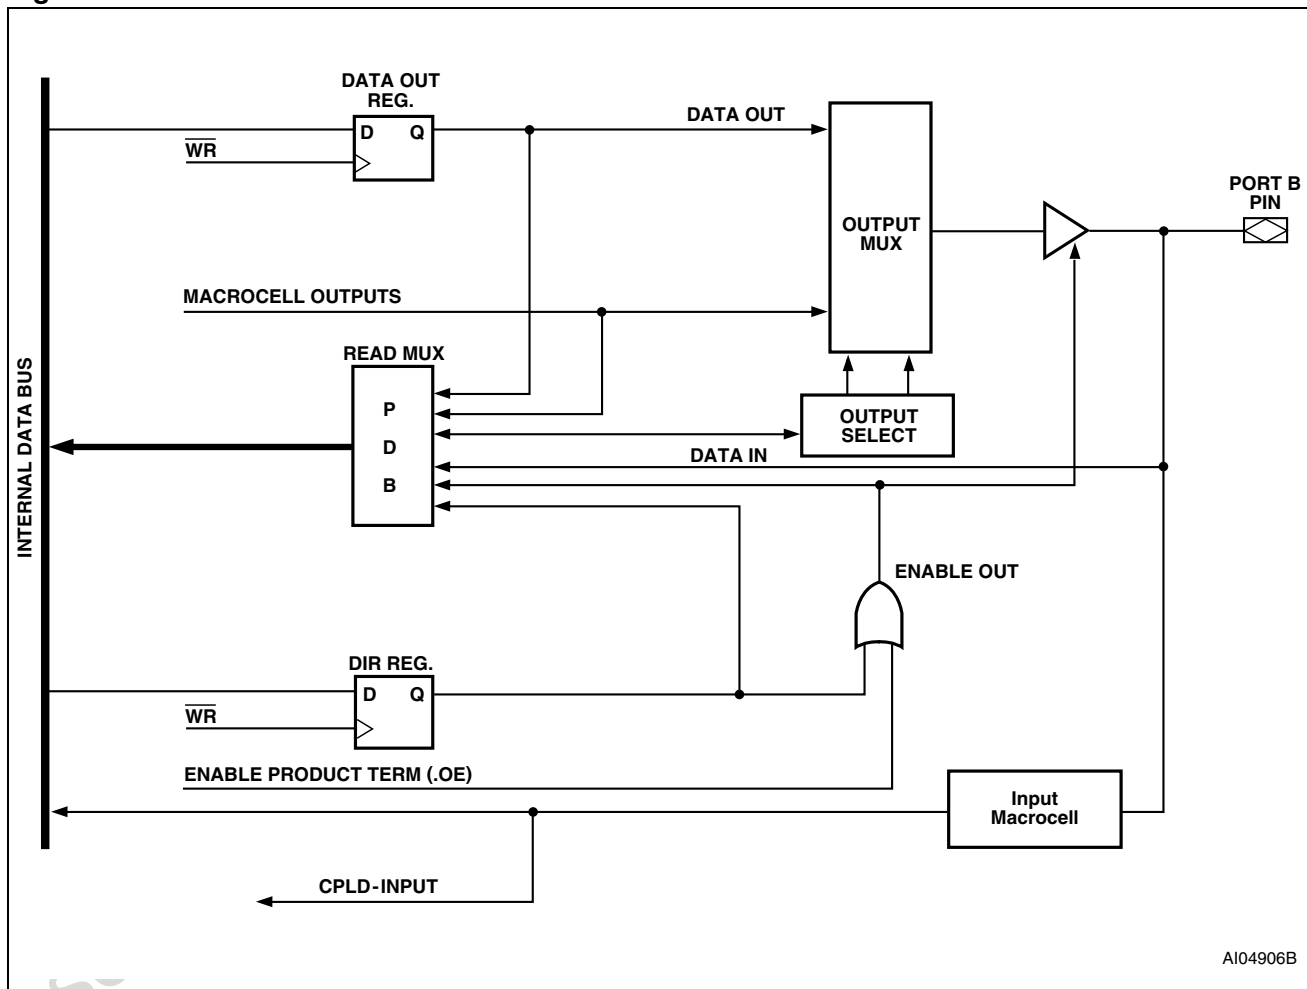 DATA OUT
REG.
D Q
WR
DATA OUT
PORT B
PIN
OUTPUT
MUX
MACROCELL OUTPUTS
READ MUX
P
D
B
OUTPUT
SELECT
DATA IN
INTERNAL DATA BUS
ENABLE OUT
DIR REG.
D Q
WR
ENABLE PRODUCT TERM (.OE)
Input
Macrocell
CPLD-INPUT
AI04906B